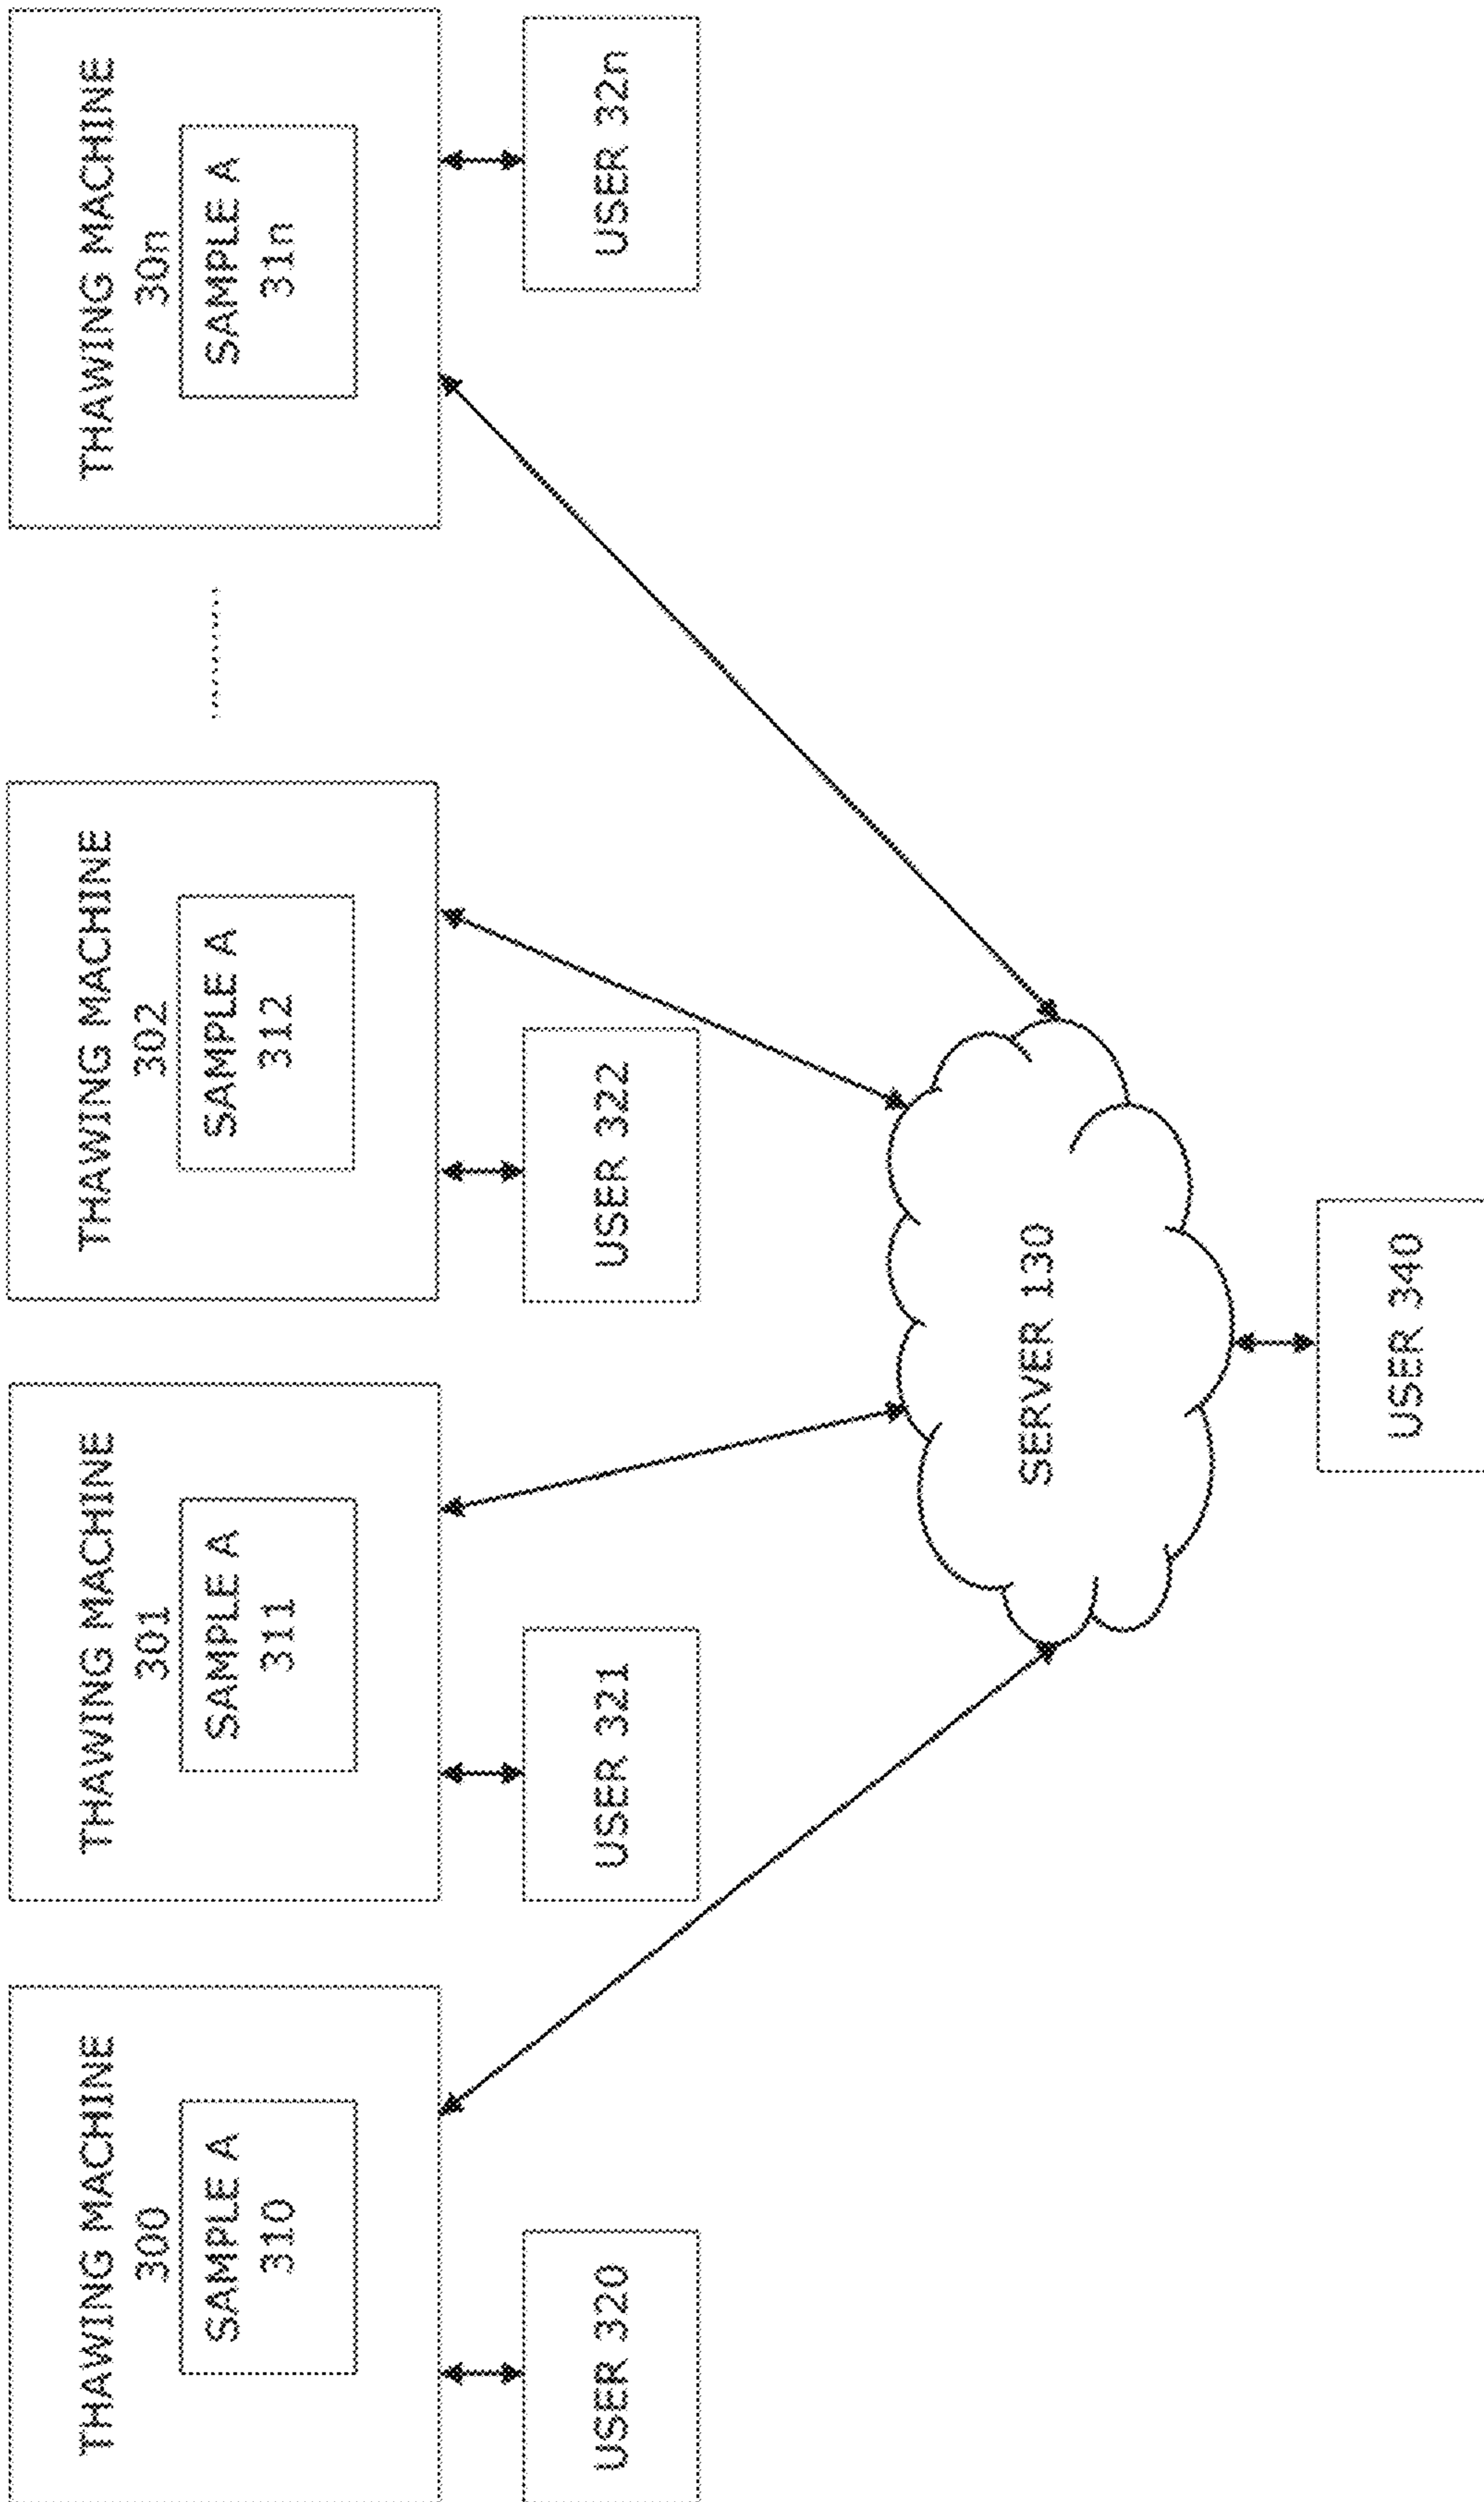 THAWING MACHINE
300
SAMPLE A
310
USER 320
THAWING MACHINE
301
SAMPLE A
311
USER 321
THAWING MACHINE
302
SAMPLE A
312
USER 322
THAWING MACHINE
30n
SAMPLE A
31n
USER 32n
SERVER 130
USER 340